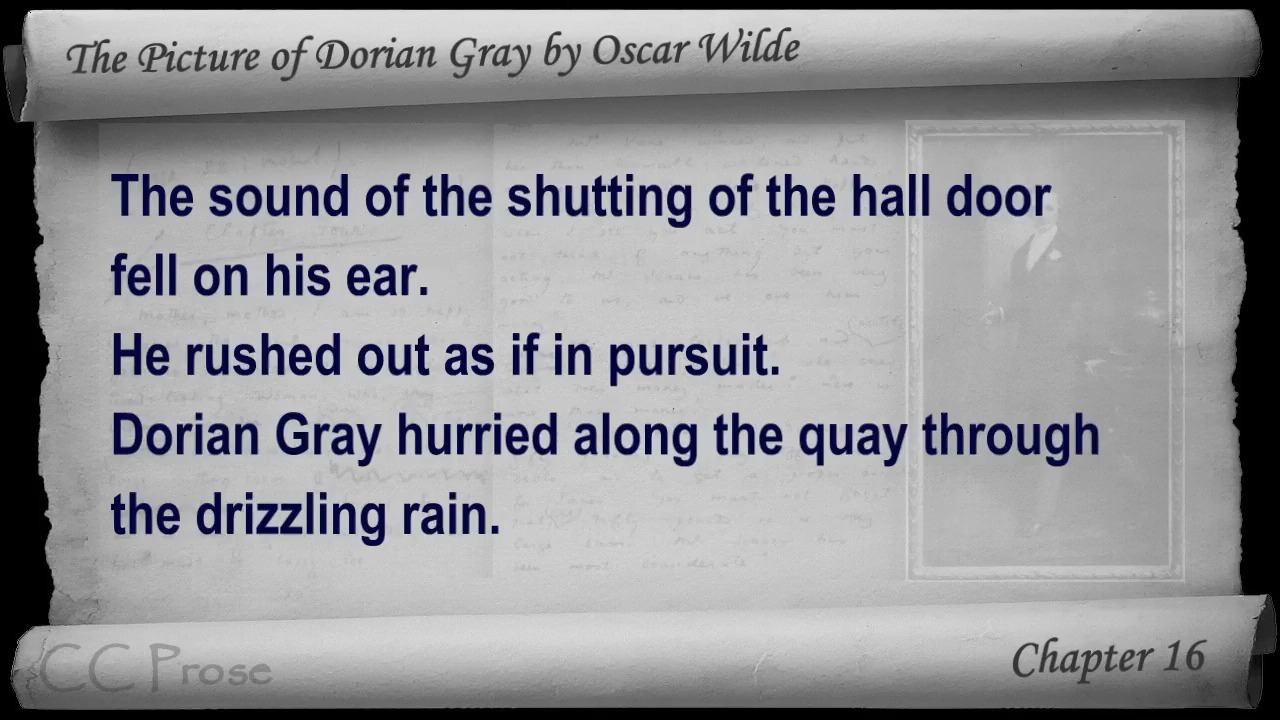 The Picture of Dorian Gray by Oscar Wilde
The sound of the shutting of the hall door
fell on his ear.
He rushed out as if in pursuit.
Dorian Gray hurried along the quay through
the drizzling rain.
CC Prose
Chapter 16